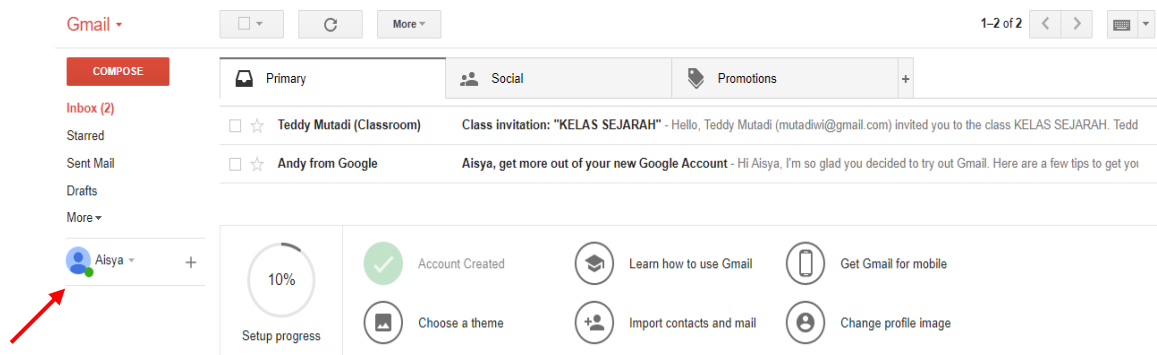 Gmail
More
1–2 of 2
COMPOSE
Primary
Social
Promotions
+
Inbox (2)
Starred
Sent Mail
Drafts
More
Aisya
+
Teddy Mutadi (Classroom) Class invitation: "KELAS SEJARAH" - Hello, Teddy Mutadi (mutadiwi@gmail.com) invited you to the class KELAS SEJARAH. Tedd
Andy from Google Aisya, get more out of your new Google Account - Hi Aisya, I'm so glad you decided to try out Gmail. Here are a few tips to get you
10%
Setup progress
Account Created
Learn how to use Gmail
Get Gmail for mobile
Choose a theme
Import contacts and mail
Change profile image